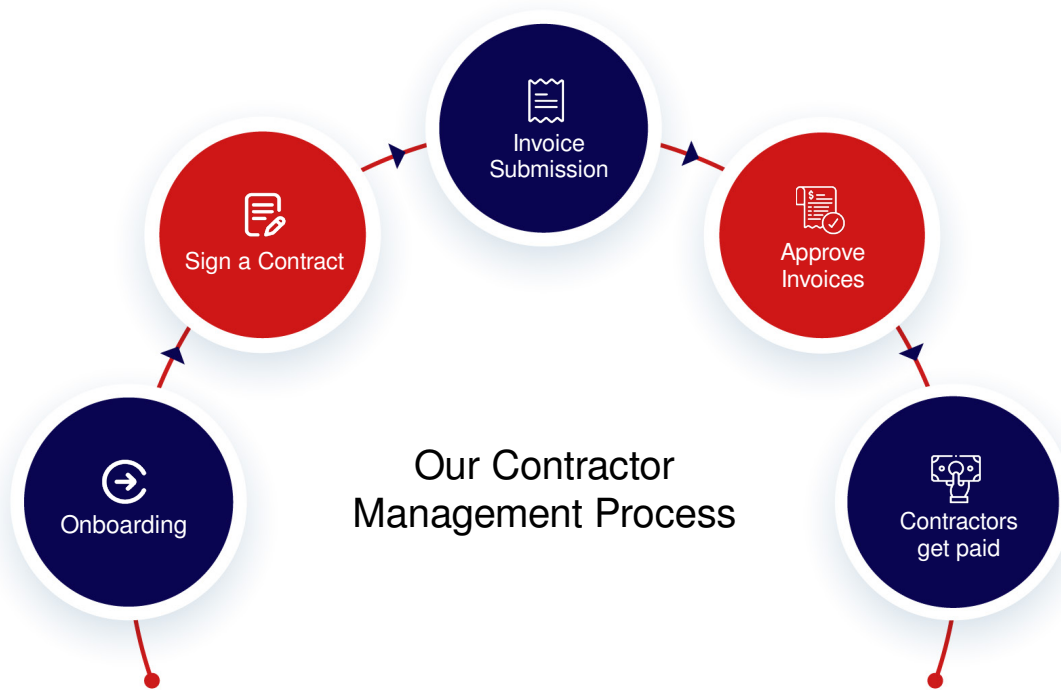 Invoice
Submission
Sign a Contract
Approve
Invoices
Onboarding
Our Contractor
Management Process
Contractors
get paid